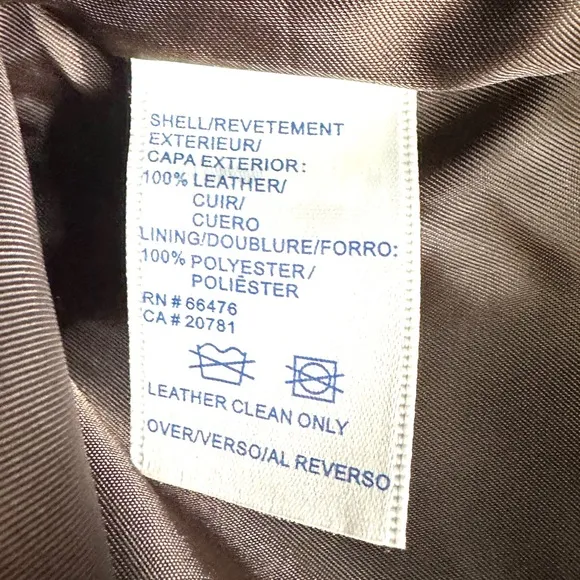 SHELL/REVETEMENT
EXTERIEUR/
CAPA EXTERIOR:
100% LEATHER/
CUIR/
CUERO
LINING/DOUBLURE/FORRO:
100% POLYESTER/
POLIÉSTER
RN # 66476
CA # 20781
LEATHER CLEAN ONLY
OVER/VERSO/AL REVERSO